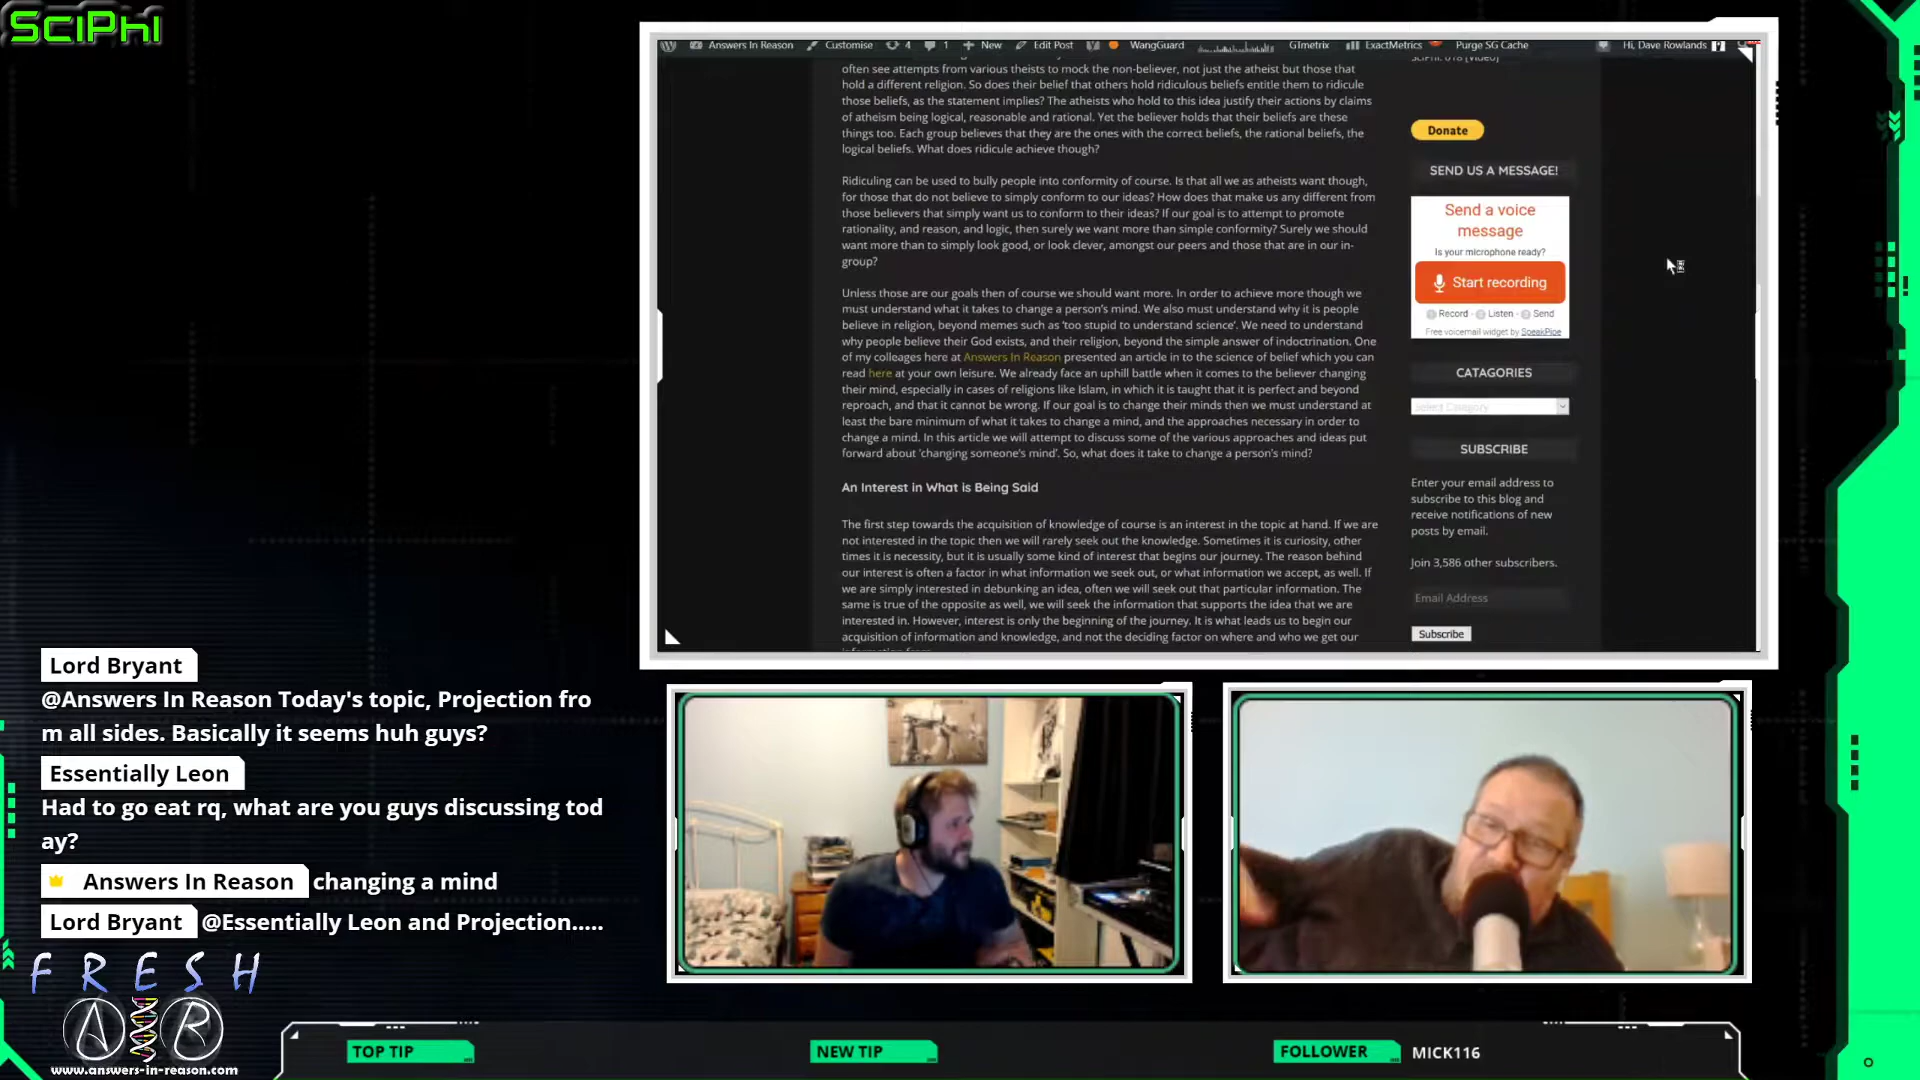 SciPhi
Answers In Reason
Customise
4
1
New
Edit Post
WangGuard
GTmetrix
ExactMetrics
Purge SG Cache
Hi, Dave Rowlands
often see attempts from various theists to mock the non-believer, not just the atheist but those that
hold a different religion. So does their belief that others hold ridiculous beliefs entitle them to ridicule
those beliefs, as the statement implies? The atheists who hold to this idea justify their actions by claims
of atheism being logical, reasonable and rational. Yet the believer holds that their beliefs are these
things too. Each group believes that they are the ones with the correct beliefs, the rational beliefs, the
logical beliefs. What does ridicule achieve though?
Ridiculing can be used to bully people into conformity of course. Is that all we as atheists want though,
for those that do not believe to simply conform to our ideas? How does that make us any different from
those believers that simply want us to conform to their ideas? If our goal is to attempt to promote
rationality, and reason, and logic, then surely we want more than simple conformity? Surely we should
want more than to simply look good, or look clever, amongst our peers and those that are in our in-
group?
Unless those are our goals then of course we should want more. In order to achieve more though we
must understand what it takes to change a person's mind. We also must understand why it is people
believe in religion, beyond memes such as 'too stupid to understand science'. We need to understand
why people believe their God exists, and their religion, beyond the simple answer of indoctrination. One
of my colleages here at Answers In Reason presented an article in to the science of belief which you can
read here at your own leisure. We already face an uphill battle when it comes to the believer changing
their mind, especially in cases of religions like Islam, in which it is taught that it is perfect and beyond
reproach, and that it cannot be wrong. If our goal is to change their minds then we must understand at
least the bare minimum of what it takes to change a mind, and the approaches necessary in order to
change a mind. In this article we will attempt to discuss some of the various approaches and ideas put
forward about 'changing someone's mind'. So, what does it take to change a person's mind?
An Interest in What is Being Said
The first step towards the acquisition of knowledge of course is an interest in the topic at hand. If we are
not interested in the topic then we will rarely seek out the knowledge. Sometimes it is curiosity, other
times it is necessity, but it is usually some kind of interest that begins our journey. The reason behind
our interest is often a factor in what information we seek out, or what information we accept, as well. If
we are simply interested in debunking an idea, often we will seek out that particular information. The
same is true of the opposite as well, we will seek the information that supports the idea that we are
interested in. However, interest is only the beginning of the journey. It is what leads us to begin our
acquisition of information and knowledge, and not the deciding factor on where and who we get our
SciPhi: 018 [Video]
Donate
SEND US A MESSAGE!
Send a voice
message
Is your microphone ready?
Start recording
Record
Listen
Send
Free voicemail widget by SpeakPipe
CATAGORIES
Select Category
SUBSCRIBE
Enter your email address to
subscribe to this blog and
receive notifications of new
posts by email.
Join 3,586 other subscribers.
Email Address
Subscribe
Lord Bryant
@Answers In Reason Today's topic, Projection fro
m all sides. Basically it seems huh guys?
Essentially Leon
Had to go eat rq, what are you guys discussing tod
ay?
Answers In Reason changing a mind
Lord Bryant @Essentially Leon and Projection.....
FRESH
A R
www.answers-in-reason.com
TOP TIP
NEW TIP
FOLLOWER MICK116